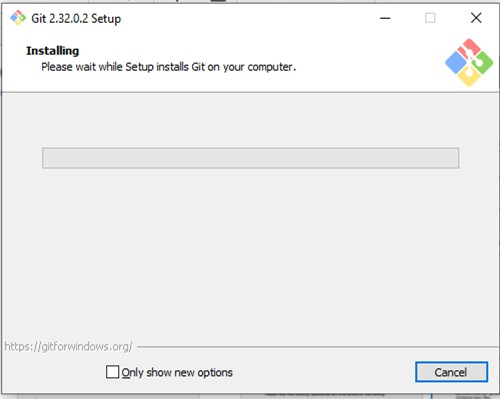 Git 2.32.0.2 Setup
Installing
Please wait while Setup installs Git on your computer.
https://gitforwindows.org/
Only show new options
Cancel